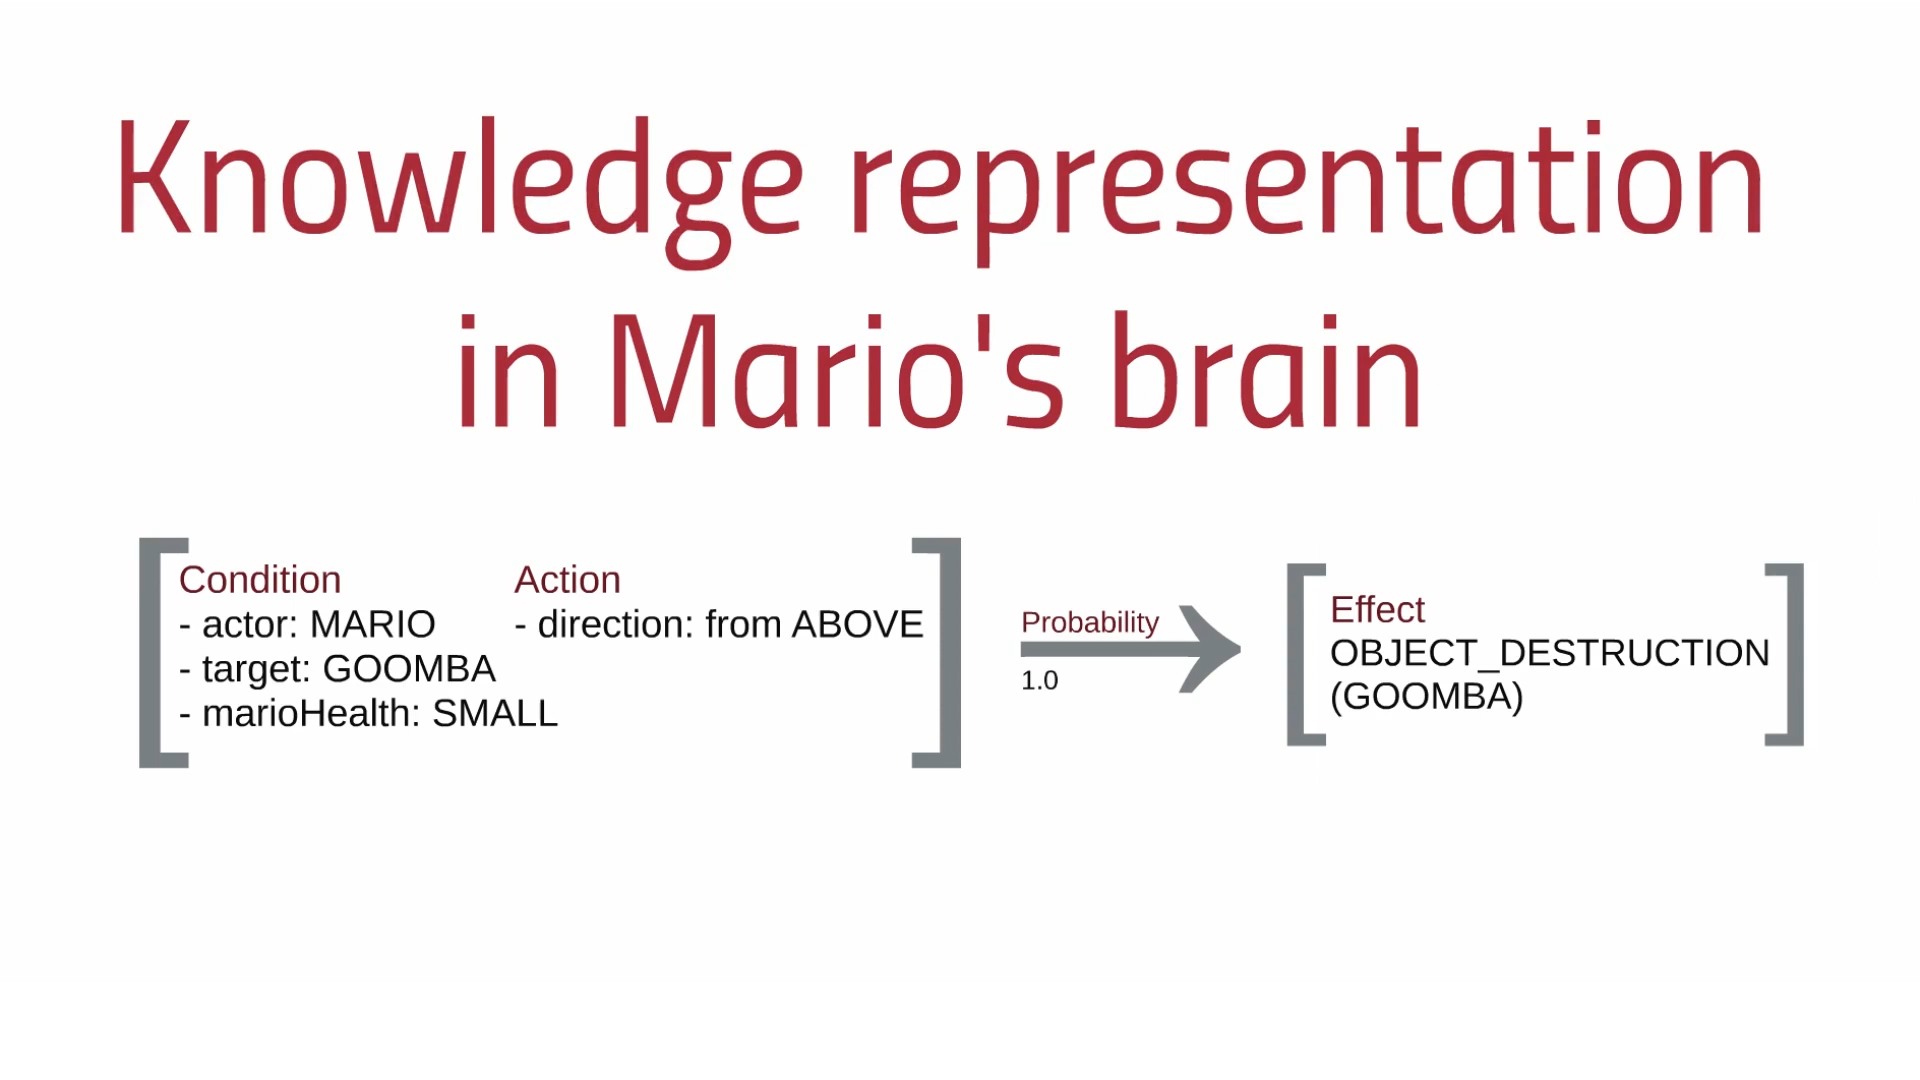 Knowledge representation
in Mario's brain
Condition
- actor: MARIO
- target: GOOMBA
- marioHealth: SMALL
Action
- direction: from ABOVE
Probability
1.0
Effect
OBJECT_DESTRUCTION
(GOOMBA)